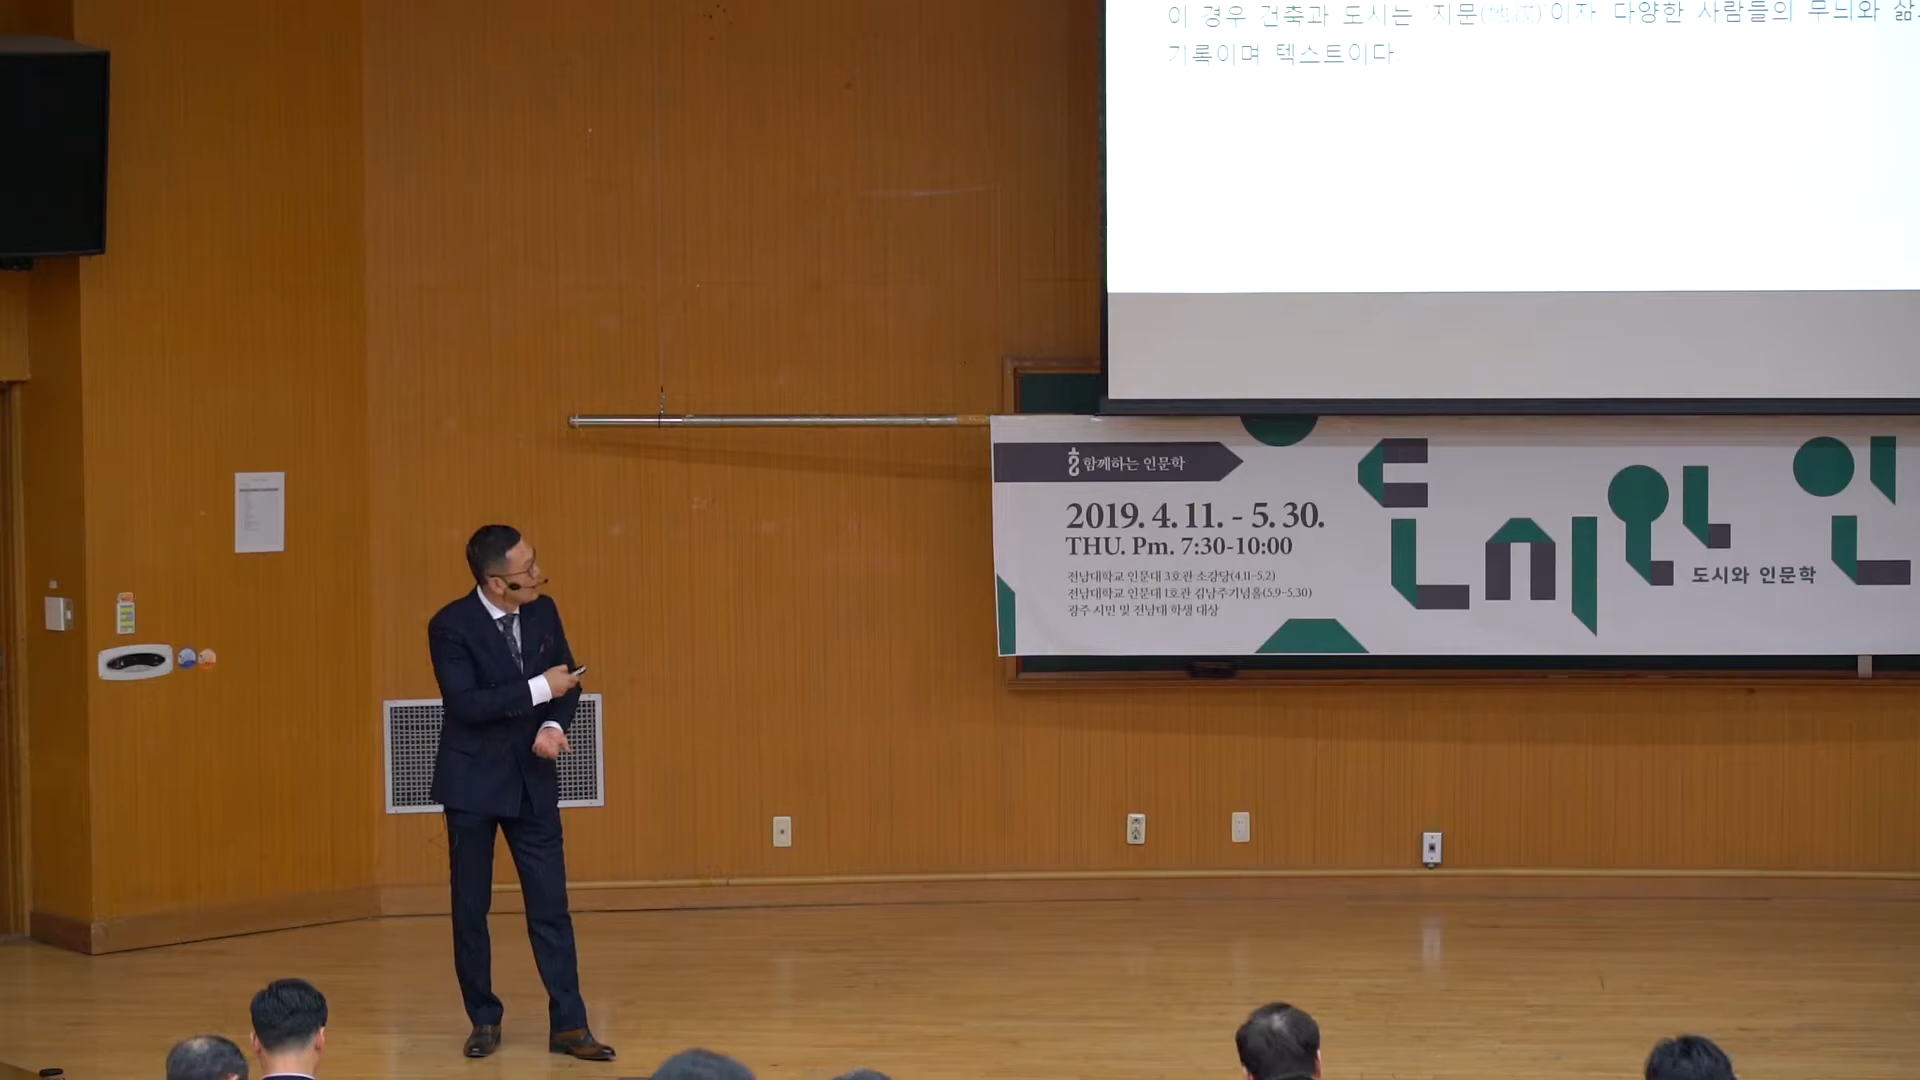 이 경우 건축과 도시는 '지문(地文)'이자 다양한 사람들의 무늬와 삶
기록이며 텍스트이다.
함께하는 인문학
2019. 4. 11. - 5. 30.
THU. Pm. 7:30-10:00
전남대학교 인문대 3호관 소강당(4.11-5.2)
전남대학교 인문대 1호관 김남주기념홀(5.9-5.30)
광주 시민 및 전남대 학생 대상
도시와 인
도시와 인문학